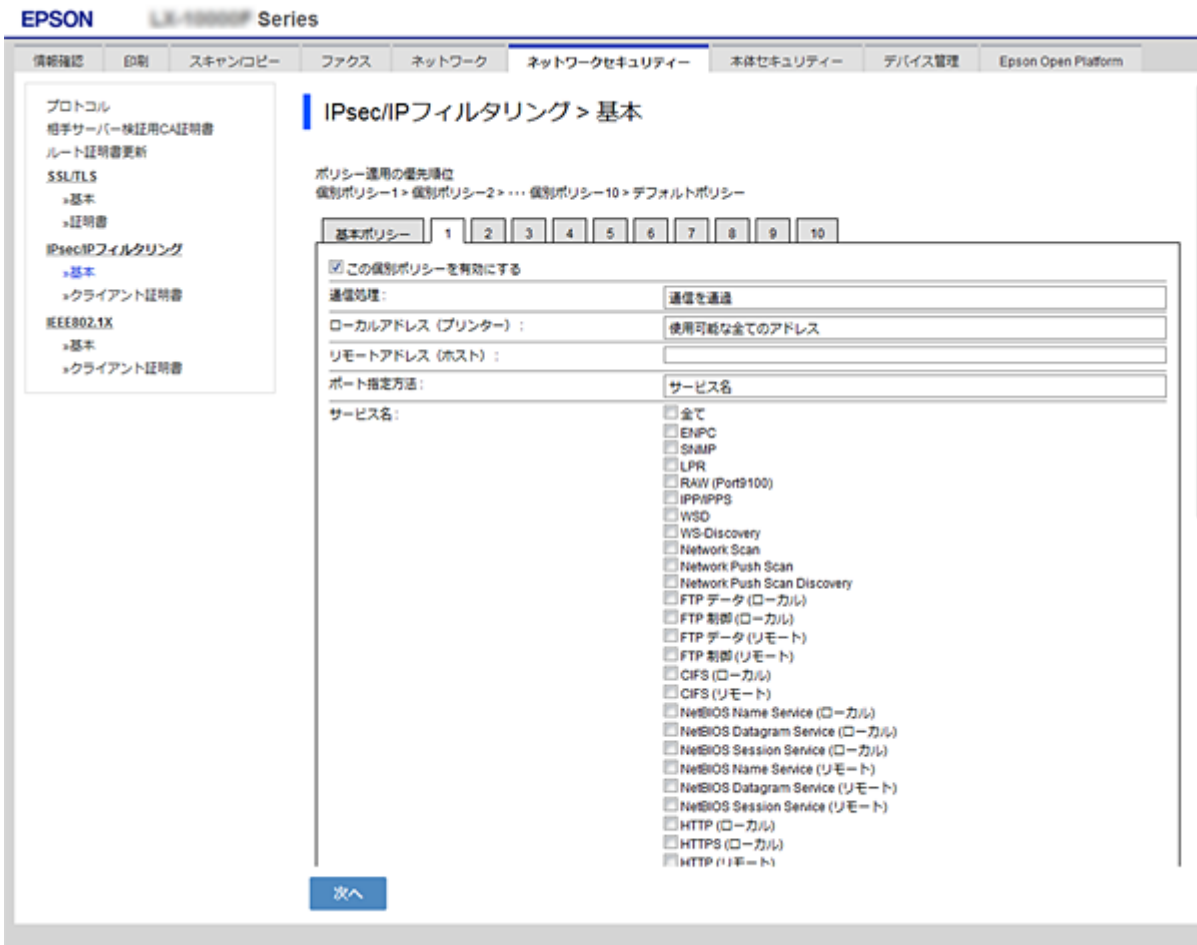 EPSON Series
情報確認 印刷 スキャン/コピー ファクス ネットワーク ネットワークセキュリティー 本体セキュリティー デバイス管理 Epson Open Platform
プロトコル
相手サーバー検証用CA証明書
ルート証明書更新
SSL/TLS
»基本
»証明書
IPsec/IPフィルタリング
»基本
»クライアント証明書
IEEE802.1X
»基本
»クライアント証明書
IPsec/IPフィルタリング > 基本
ポリシー適用の優先順位
個別ポリシー1 > 個別ポリシー2 > ··· 個別ポリシー10 > デフォルトポリシー
基本ポリシー 1 2 3 4 5 6 7 8 9 10
この個別ポリシーを有効にする
通信処理 : 通信を通過
ローカルアドレス（プリンター） : 使用可能な全てのアドレス
リモートアドレス（ホスト） :
ポート指定方法 : サービス名
サービス名 : 全て
ENPC
SNMP
LPR
RAW (Port9100)
IPP/IPPS
WSD
WS-Discovery
Network Scan
Network Push Scan
Network Push Scan Discovery
FTP データ (ローカル)
FTP 制御 (ローカル)
FTP データ (リモート)
FTP 制御 (リモート)
CIFS (ローカル)
CIFS (リモート)
NetBIOS Name Service (ローカル)
NetBIOS Datagram Service (ローカル)
NetBIOS Session Service (ローカル)
NetBIOS Name Service (リモート)
NetBIOS Datagram Service (リモート)
NetBIOS Session Service (リモート)
HTTP (ローカル)
HTTPS (ローカル)
HTTP (リモート)
次へ